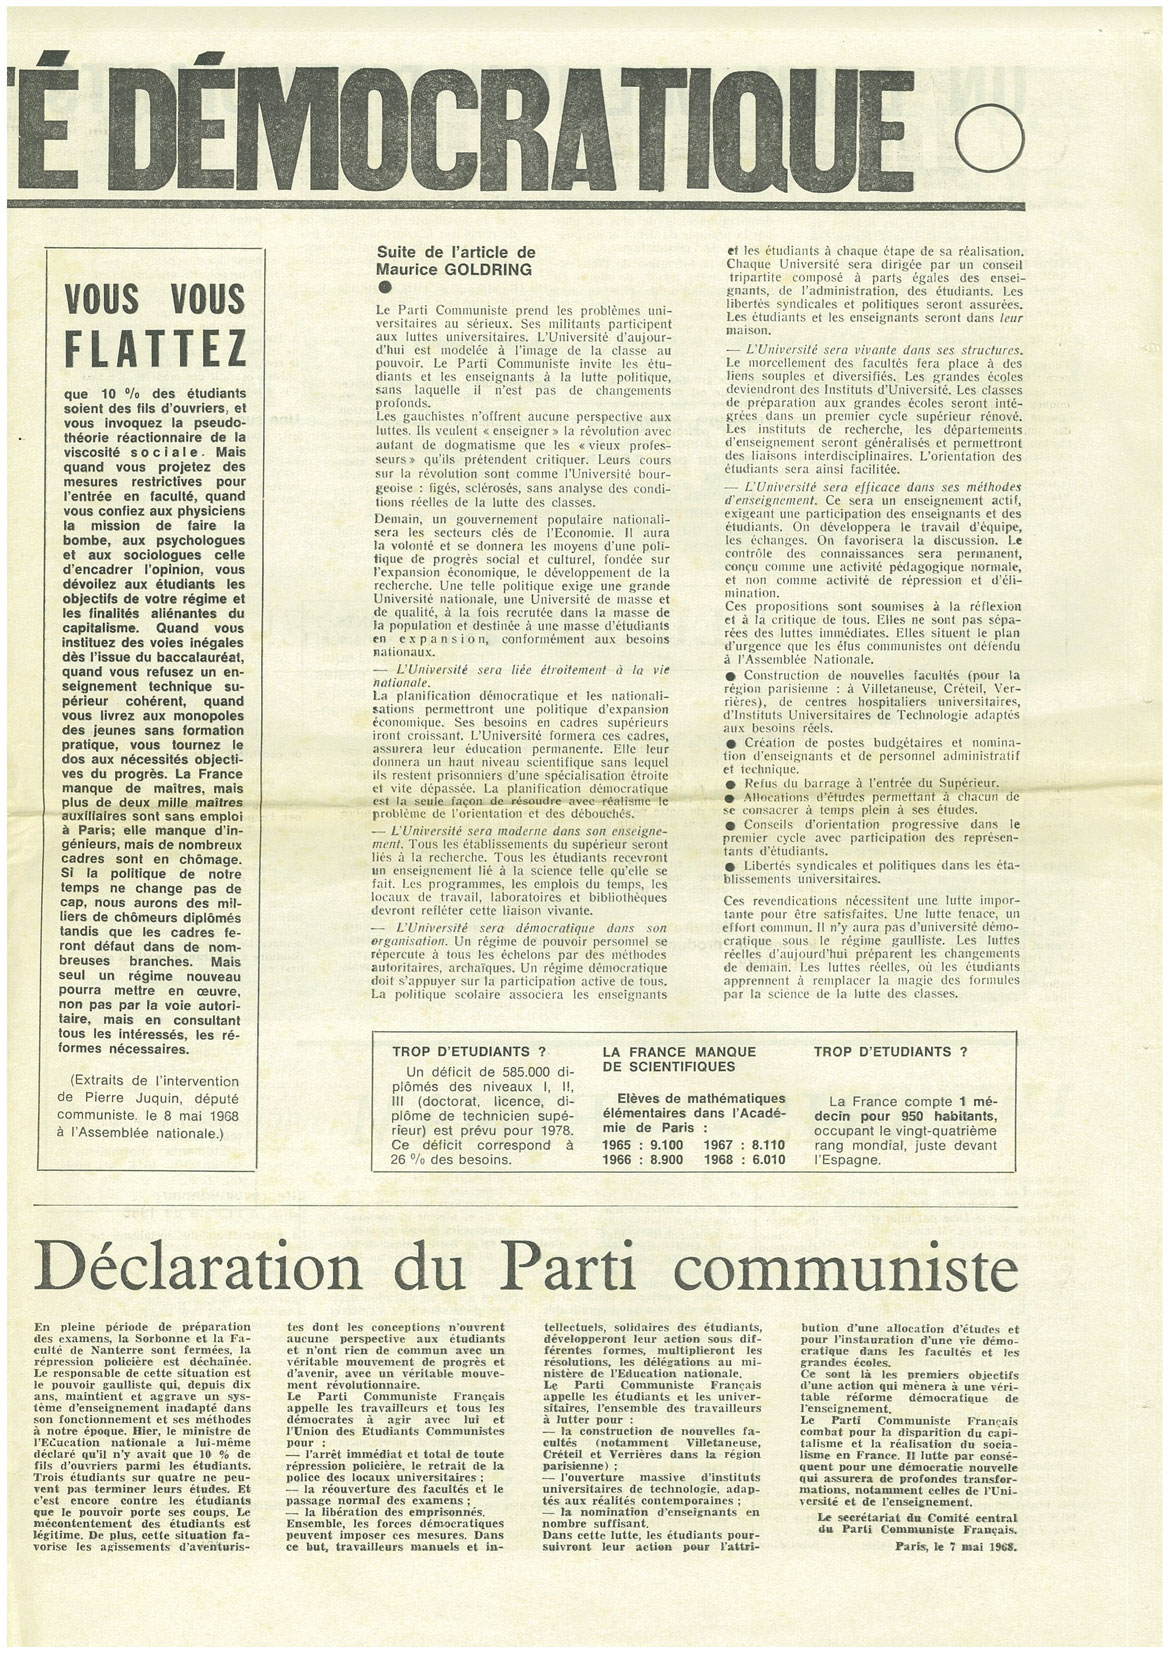 TÉ DÉMOCRATIQUE
VOUS VOUS
FLATTEZ
que 10 % des étudiants
soient des fils d'ouvriers, et
vous invoquez la pseudo-
théorie réactionnaire de la
viscosité sociale. Mais
quand vous projetez des
mesures restrictives pour
l'entrée en faculté, quand
vous confiez aux physiciens
la mission de faire la
bombe, aux psychologues
et aux sociologues celle
d'encadrer l'opinion, vous
dévoilez aux étudiants les
objectifs de votre régime et
les finalités aliénantes du
capitalisme. Quand vous
instituez des voies inégales
dès l'issue du baccalauréat,
quand vous refusez un en-
seignement technique su-
périeur cohérent, quand
vous livrez aux monopoles
des jeunes sans formation
pratique, vous tournez le
dos aux nécessités objecti-
ves du progrès. La France
manque de maîtres, mais
plus de deux mille maîtres
auxiliaires sont sans emploi
à Paris; elle manque d'in-
génieurs, mais de nombreux
cadres sont en chômage.
Si la politique de notre
temps ne change pas de
cap, nous aurons des mil-
liers de chômeurs diplômés
tandis que les cadres fe-
ront défaut dans de nom-
breuses branches. Mais
seul un régime nouveau
pourra mettre en œuvre,
non pas par la voie autori-
taire, mais en consultant
tous les intéressés, les ré-
formes nécessaires.
(Extraits de l'intervention
de Pierre Juquin, député
communiste, le 8 mai 1968
à l'Assemblée nationale.)
Suite de l'article de
Maurice GOLDRING
●
Le Parti Communiste prend les problèmes uni-
versitaires au sérieux. Ses militants participent
aux luttes universitaires. L'Université d'aujour-
d'hui est modelée à l'image de la classe au
pouvoir. Le Parti Communiste invite les étu-
diants et les enseignants à la lutte politique,
sans laquelle il n'est pas de changements
profonds.
Les gauchistes n'offrent aucune perspective aux
luttes. Ils veulent « enseigner » la révolution avec
autant de dogmatisme que les « vieux profes-
seurs » qu'ils prétendent critiquer. Leurs cours
sur la révolution sont comme l'Université bour-
geoise : figés, sclérosés, sans analyse des condi-
tions réelles de la lutte des classes.
Demain, un gouvernement populaire nationali-
sera les secteurs clés de l'Economie. Il aura
la volonté et se donnera les moyens d'une poli-
tique de progrès social et culturel, fondée sur
l'expansion économique, le développement de la
recherche. Une telle politique exige une grande
Université nationale, une Université de masse et
de qualité, à la fois recrutée dans la masse de
la population et destinée à une masse d'étudiants
en expansion, conformément aux besoins
nationaux.
— L'Université sera liée étroitement à la vie
nationale.
La planification démocratique et les nationali-
sations permettront une politique d'expansion
économique. Ses besoins en cadres supérieurs
iront croissant. L'Université formera ces cadres,
assurera leur éducation permanente. Elle leur
donnera un haut niveau scientifique sans lequel
ils restent prisonniers d'une spécialisation étroite
et vite dépassée. La planification démocratique
est la seule façon de résoudre avec réalisme le
problème de l'orientation et des débouchés.
— L'Université sera moderne dans son enseigne-
ment. Tous les établissements du supérieur seront
liés à la recherche. Tous les étudiants recevront
un enseignement lié à la science telle qu'elle se
fait. Les programmes, les emplois du temps, les
locaux de travail, laboratoires et bibliothèques
devront refléter cette liaison vivante.
— L'Université sera démocratique dans son
organisation. Un régime de pouvoir personnel se
répercute à tous les échelons par des méthodes
autoritaires, archaïques. Un régime démocratique
doit s'appuyer sur la participation active de tous.
La politique scolaire associera les enseignants
et les étudiants à chaque étape de sa réalisation.
Chaque Université sera dirigée par un conseil
tripartite composé à parts égales des ensei-
gnants, de l'administration, des étudiants. Les
libertés syndicales et politiques seront assurées.
Les étudiants et les enseignants seront dans leur
maison.
— L'Université sera vivante dans ses structures.
Le morcellement des facultés fera place à des
liens souples et diversifiés. Les grandes écoles
deviendront des Instituts d'Université. Les classes
de préparation aux grandes écoles seront inté-
grées dans un premier cycle supérieur rénové.
Les instituts de recherche, les départements
d'enseignement seront généralisés et permettront
des liaisons interdisciplinaires. L'orientation des
étudiants sera ainsi facilitée.
— L'Université sera efficace dans ses méthodes
d'enseignement. Ce sera un enseignement actif,
exigeant une participation des enseignants et des
étudiants. On développera le travail d'équipe,
les échanges. On favorisera la discussion. Le
contrôle des connaissances sera permanent,
conçu comme une activité pédagogique normale,
et non comme activité de répression et d'éli-
mination.
Ces propositions sont soumises à la réflexion
et à la critique de tous. Elles ne sont pas sépa-
rées des luttes immédiates. Elles situent le plan
d'urgence que les élus communistes ont défendu
à l'Assemblée Nationale.
● Construction de nouvelles facultés (pour la
région parisienne : à Villetaneuse, Créteil, Ver-
rières), de centres hospitaliers universitaires,
d'Instituts Universitaires de Technologie adaptés
aux besoins réels.
● Création de postes budgétaires et nomina-
tion d'enseignants et de personnel administratif
et technique.
● Refus du barrage à l'entrée du Supérieur.
● Allocations d'études permettant à chacun de
se consacrer à temps plein à ses études.
● Conseils d'orientation progressive dans le
premier cycle avec participation des représen-
tants d'étudiants.
● Libertés syndicales et politiques dans les éta-
blissements universitaires.
Ces revendications nécessitent une lutte impor-
tante pour être satisfaites. Une lutte tenace, un
effort commun. Il n'y aura pas d'université démo-
cratique sous le régime gaulliste. Les luttes
réelles d'aujourd'hui préparent les changements
de demain. Les luttes réelles, où les étudiants
apprennent à remplacer la magie des formules
par la science de la lutte des classes.
TROP D'ETUDIANTS ?
Un déficit de 585.000 di-
plômés des niveaux I, II,
III (doctorat, licence, di-
plôme de technicien supé-
rieur) est prévu pour 1978.
Ce déficit correspond à
26 % des besoins.
LA FRANCE MANQUE
DE SCIENTIFIQUES
Elèves de mathématiques
élémentaires dans l'Acadé-
mie de Paris :
1965 : 9.100 1967 : 8.110
1966 : 8.900 1968 : 6.010
TROP D'ETUDIANTS ?
La France compte 1 mé-
decin pour 950 habitants,
occupant le vingt-quatrième
rang mondial, juste devant
l'Espagne.
Déclaration du Parti communiste
En pleine période de préparation
des examens, la Sorbonne et la Fa-
culté de Nanterre sont fermées, la
répression policière est déchaînée.
Le responsable de cette situation est
le pouvoir gaulliste qui, depuis dix
ans, maintient et aggrave un sys-
tème d'enseignement inadapté dans
son fonctionnement et ses méthodes
à notre époque. Hier, le ministre de
l'Education nationale a lui-même
déclaré qu'il n'y avait que 10 % de
fils d'ouvriers parmi les étudiants.
Trois étudiants sur quatre ne peu-
vent pas terminer leurs études. Et
c'est encore contre les étudiants
que le pouvoir porte ses coups. Le
mécontentement des étudiants est
légitime. De plus, cette situation fa-
vorise les agissements d'aventuris-
tes dont les conceptions n'ouvrent
aucune perspective aux étudiants
et n'ont rien de commun avec un
véritable mouvement de progrès et
d'avenir, avec un véritable mouve-
ment révolutionnaire.
Le Parti Communiste Français
appelle les travailleurs et tous les
démocrates à agir avec lui et
l'Union des Etudiants Communistes
pour :
— l'arrêt immédiat et total de toute
répression policière, le retrait de la
police des locaux universitaires ;
— la réouverture des facultés et le
passage normal des examens ;
— la libération des emprisonnés.
Ensemble, les forces démocratiques
peuvent imposer ces mesures. Dans
ce but, travailleurs manuels et in-
tellectuels, solidaires des étudiants,
développeront leur action sous dif-
férentes formes, multiplieront les
résolutions, les délégations au mi-
nistère de l'Education nationale.
Le Parti Communiste Français
appelle les étudiants et les univer-
sitaires, l'ensemble des travailleurs
à lutter pour :
— la construction de nouvelles fa-
cultés (notamment Villetaneuse,
Créteil et Verrières dans la région
parisienne) ;
— l'ouverture massive d'instituts
universitaires de technologie, adap-
tés aux réalités contemporaines ;
— la nomination d'enseignants en
nombre suffisant.
Dans cette lutte, les étudiants pour-
suivront leur action pour l'attri-
bution d'une allocation d'études et
pour l'instauration d'une vie démo-
cratique dans les facultés et les
grandes écoles.
Ce sont là les premiers objectifs
d'une action qui mènera à une véri-
table réforme démocratique de
l'enseignement.
Le Parti Communiste Français
combat pour la disparition du capi-
talisme et la réalisation du socia-
lisme en France. Il lutte par consé-
quent pour une démocratie nouvelle
qui assurera de profondes transfor-
mations, notamment celles de l'Uni-
versité et de l'enseignement.
Le secrétariat du Comité central
du Parti Communiste Français.
Paris, le 7 mai 1968.